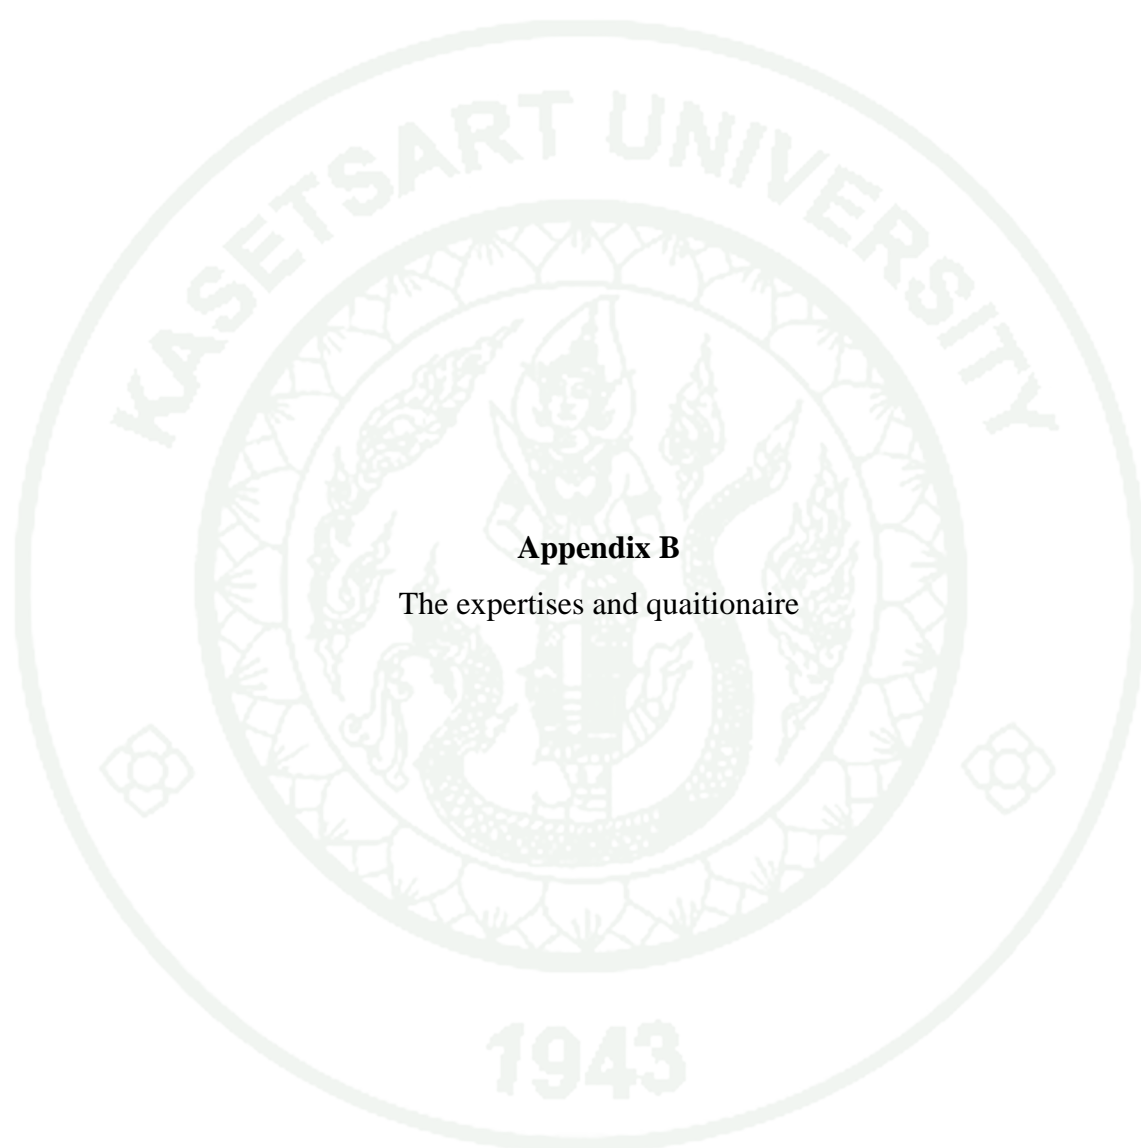 KASETSART UNIVERSITY
Appendix B
The expertises and quaitionaire
1943